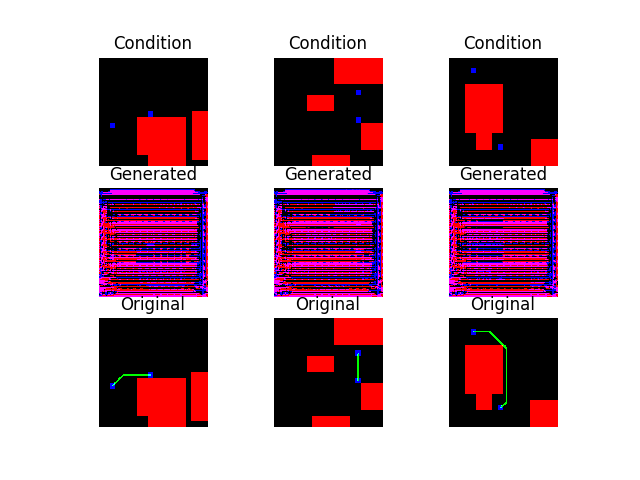 Condition Condition Condition
Generated Generated Generated
Original Original Original